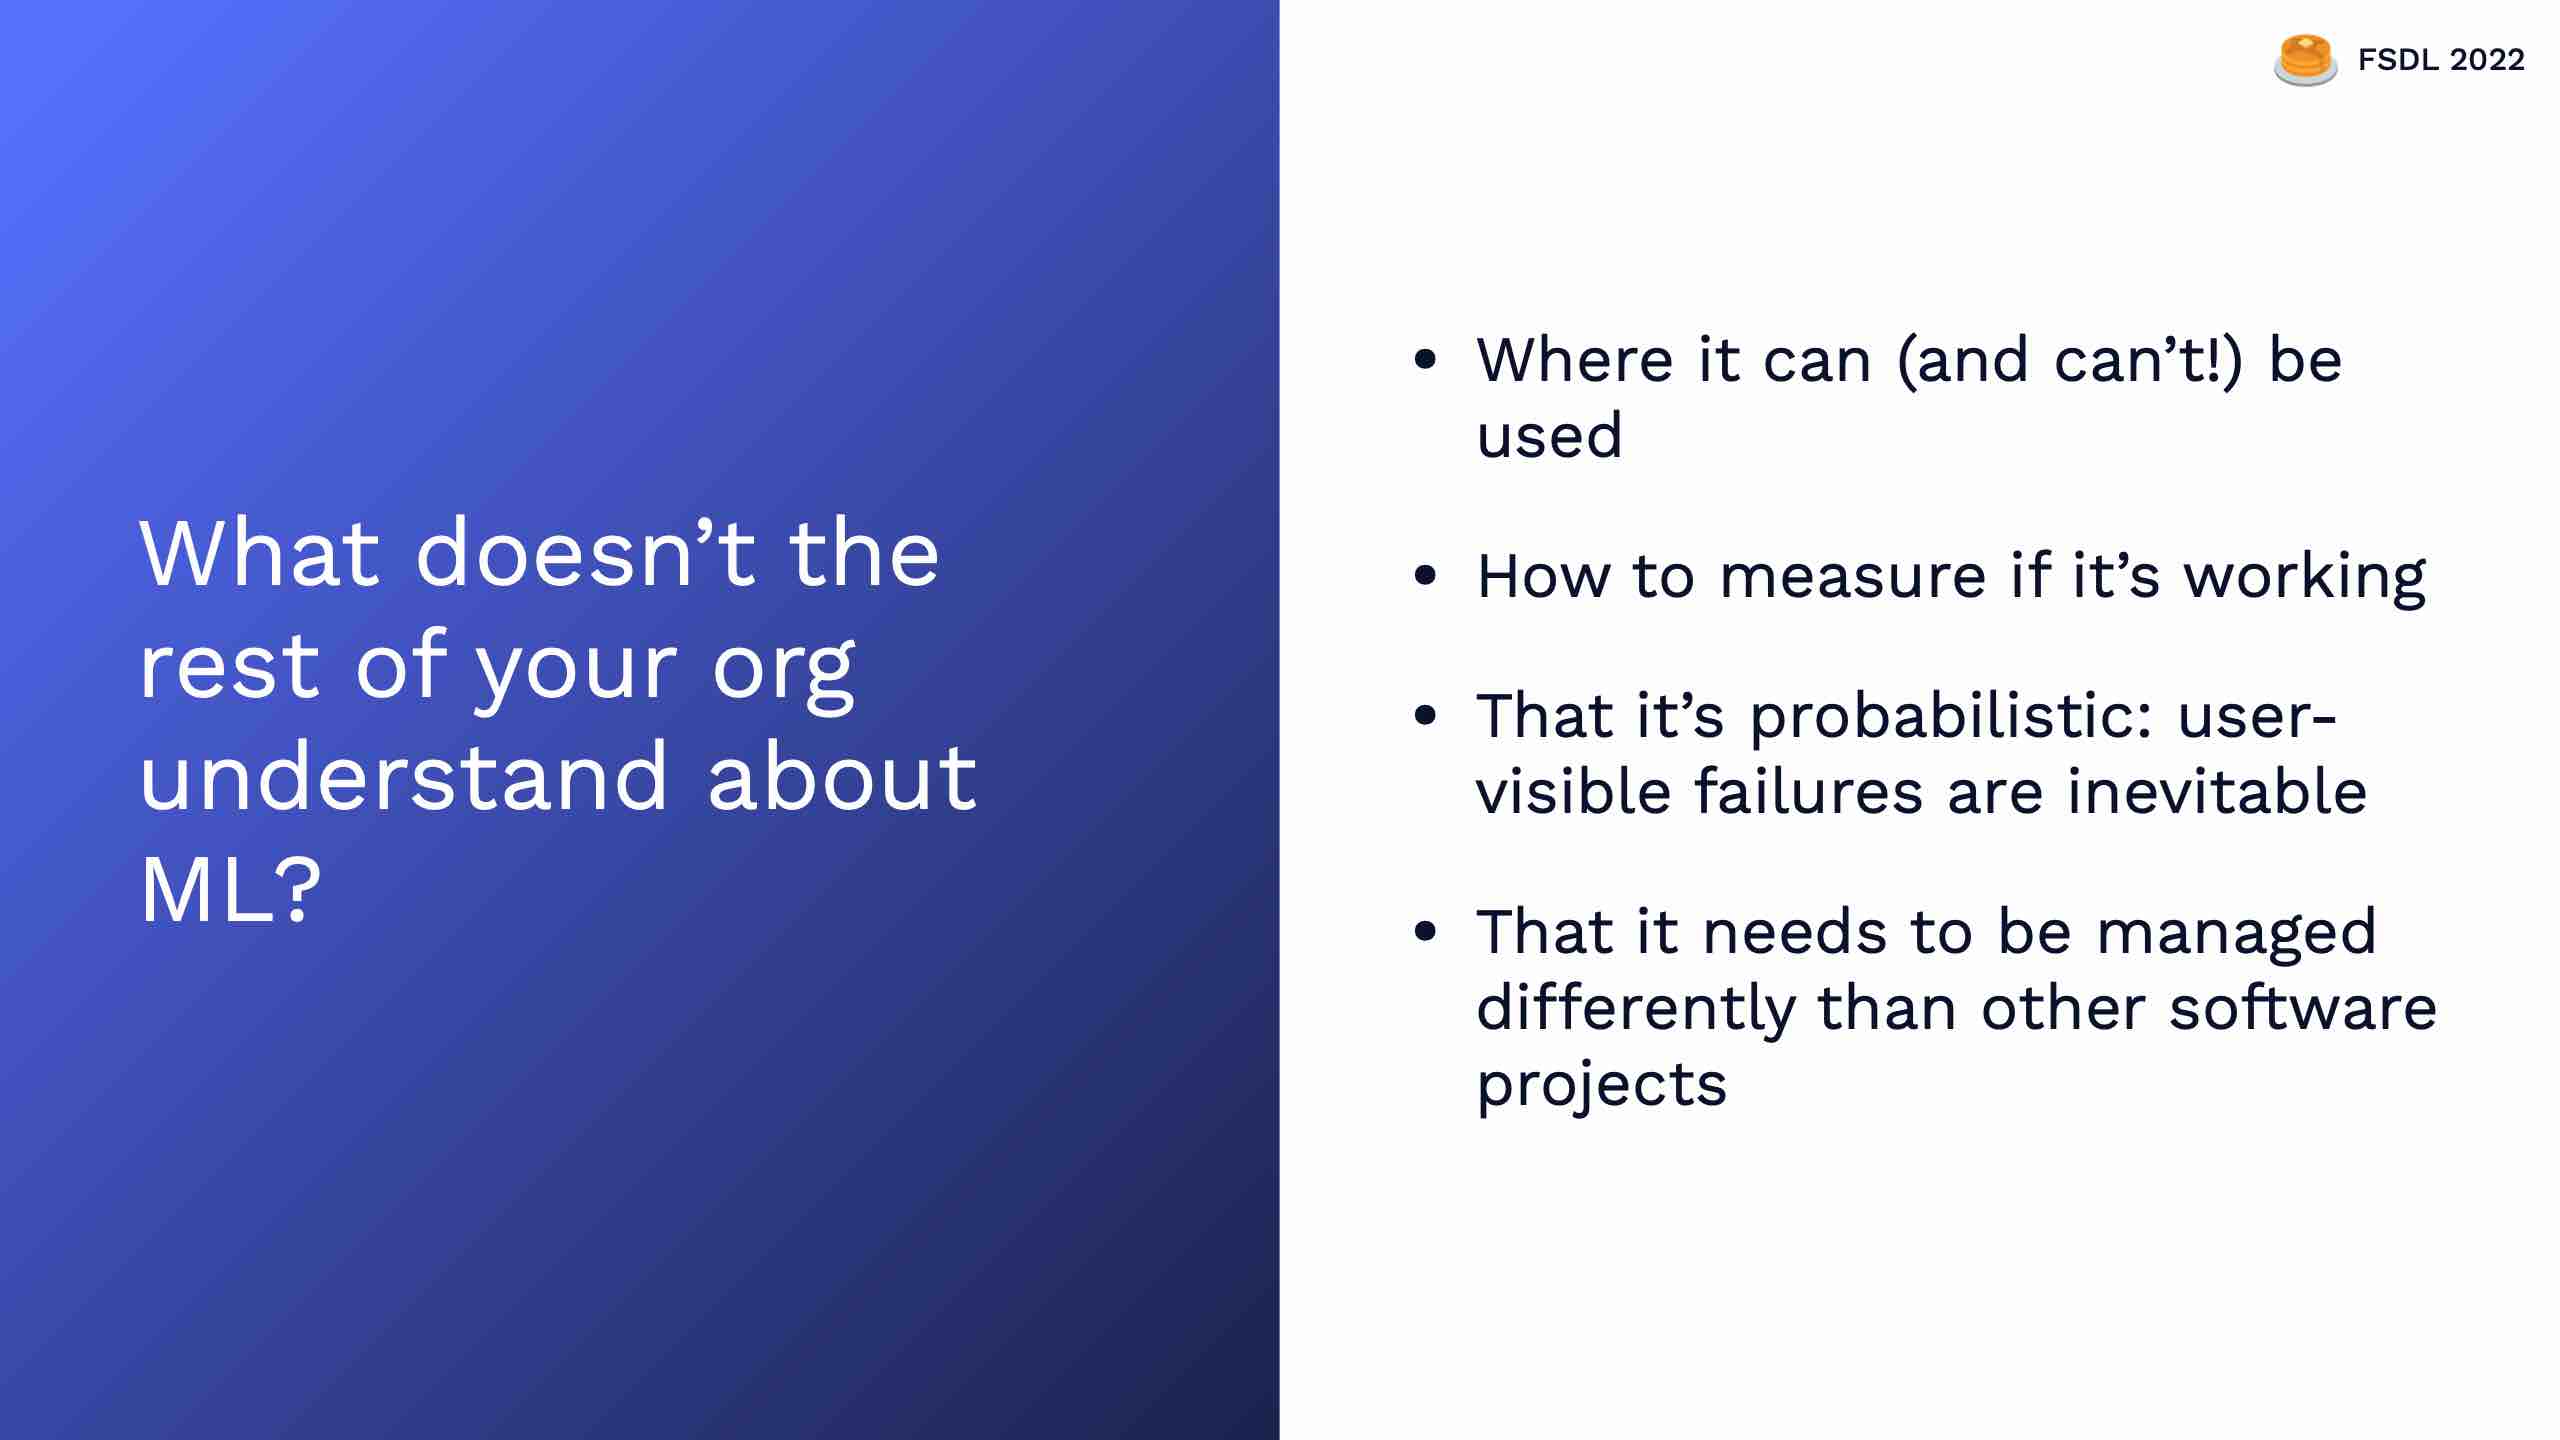 FSDL 2022
What doesn’t the
rest of your org
understand about
ML?
• Where it can (and can’t!) be
used
• How to measure if it’s working
• That it’s probabilistic: user-
visible failures are inevitable
• That it needs to be managed
differently than other software
projects